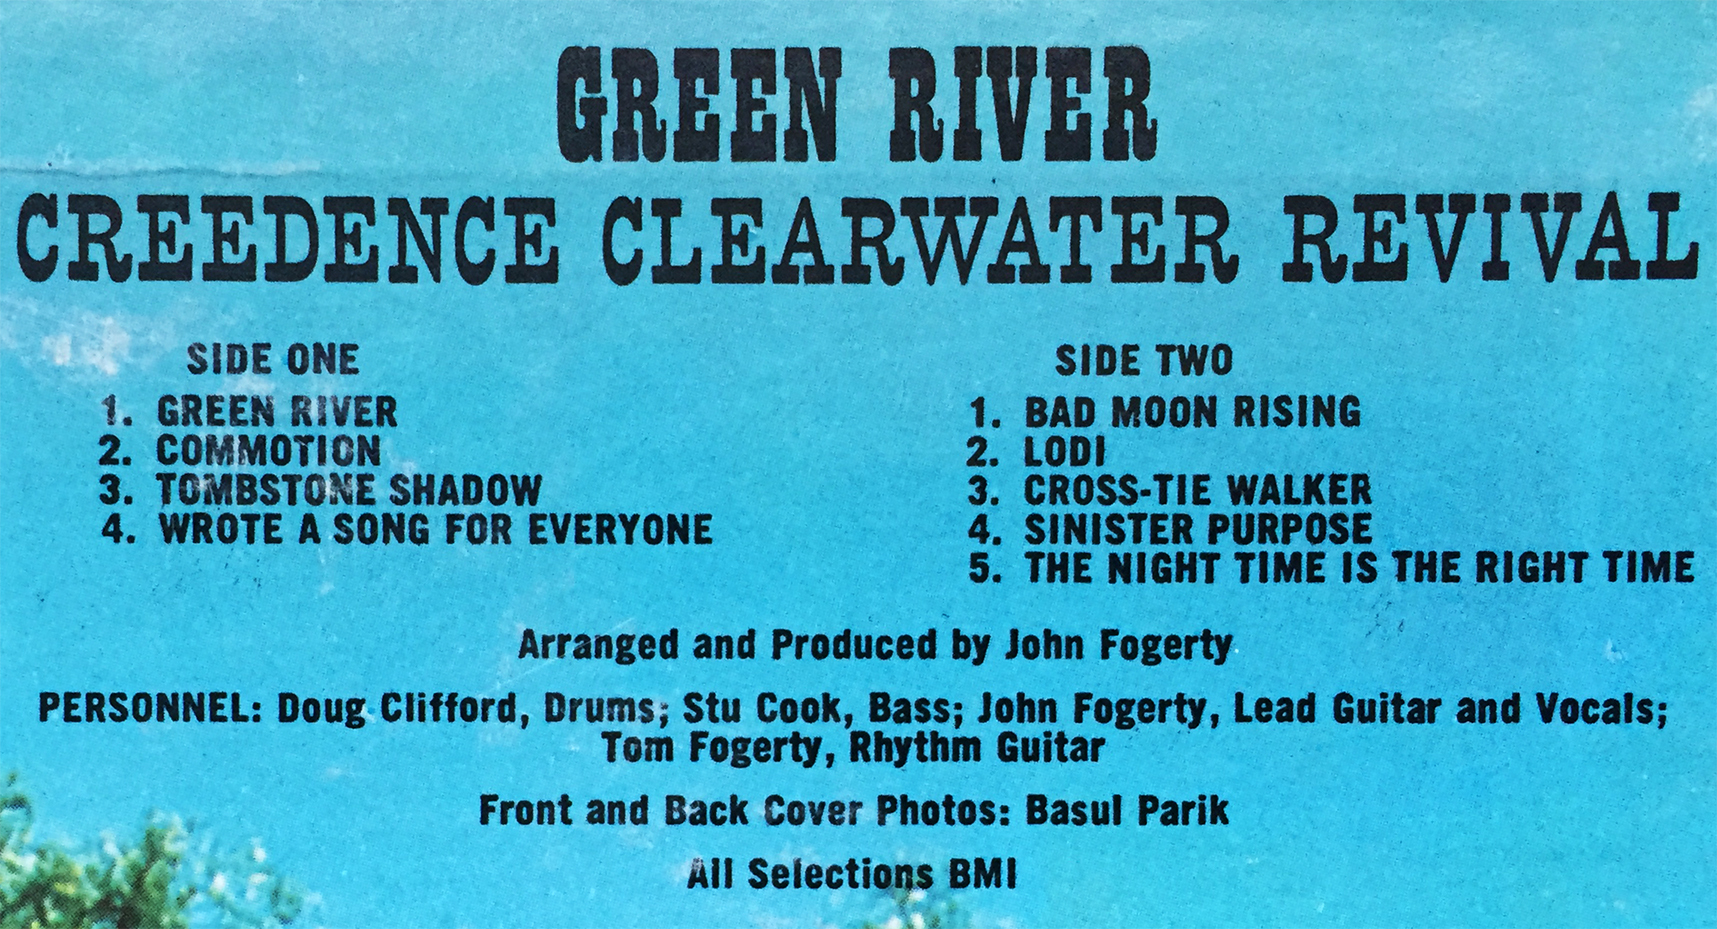 GREEN RIVER
CREEDENCE CLEARWATER REVIVAL
SIDE ONE
1. GREEN RIVER
2. COMMOTION
3. TOMBSTONE SHADOW
4. WROTE A SONG FOR EVERYONE
SIDE TWO
1. BAD MOON RISING
2. LODI
3. CROSS-TIE WALKER
4. SINISTER PURPOSE
5. THE NIGHT TIME IS THE RIGHT TIME
Arranged and Produced by John Fogerty
PERSONNEL: Doug Clifford, Drums; Stu Cook, Bass; John Fogerty, Lead Guitar and Vocals;
Tom Fogerty, Rhythm Guitar
Front and Back Cover Photos: Basul Parik
All Selections BMI